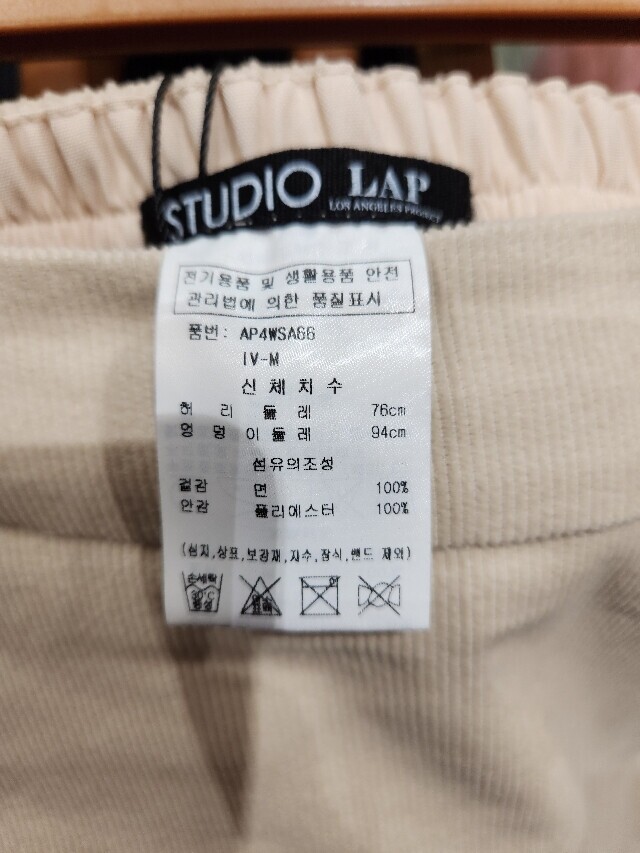 STUDIO LAP
LOS ANGELES PROJECT
전기용품 및 생활용품 안전
관리법에 의한 품질표시
품번: AP4WSA66
IV-M
신 체 치 수
허 리 둘 레 76cm
엉 덩 이 둘 레 94cm
섬유의조성
겉감 면 100%
안감 폴리에스터 100%
(심지,상표,보강재,자수,장식,밴드 제외)
손세탁
30℃
중성